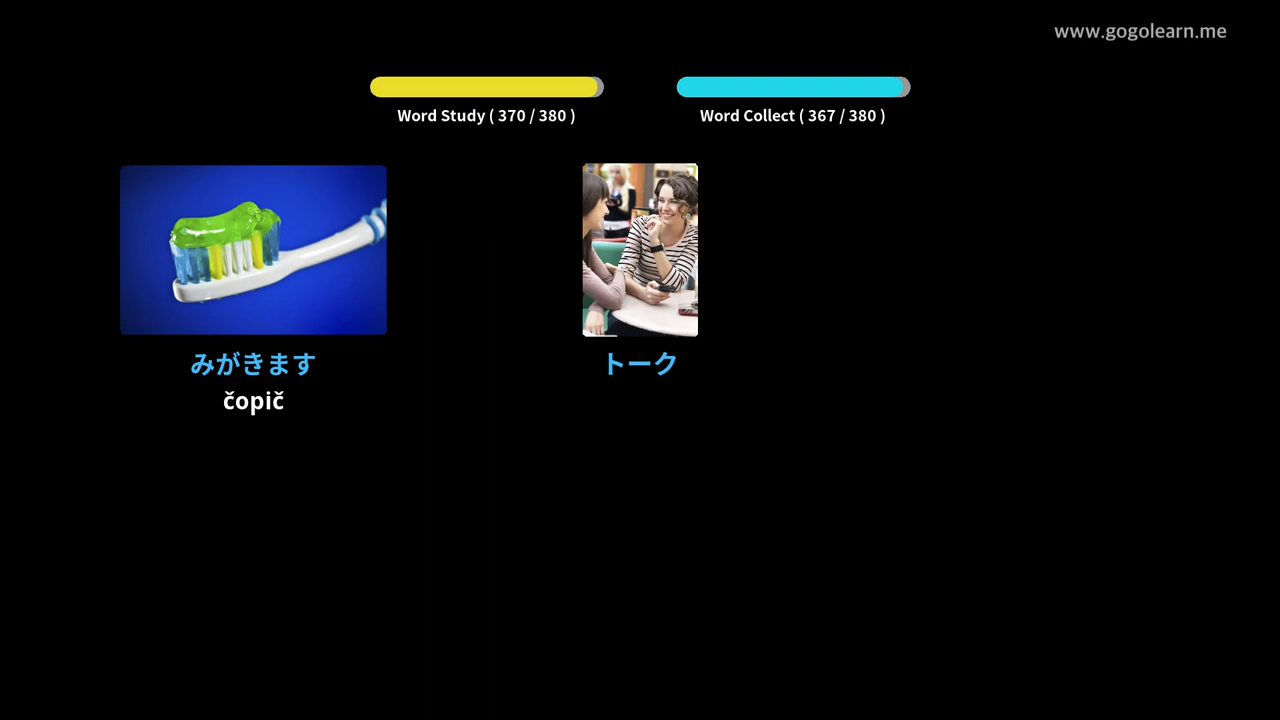 www.gogolearn.me
Word Study ( 370 / 380 )
Word Collect ( 367 / 380 )
みがきます
čopič
トーク